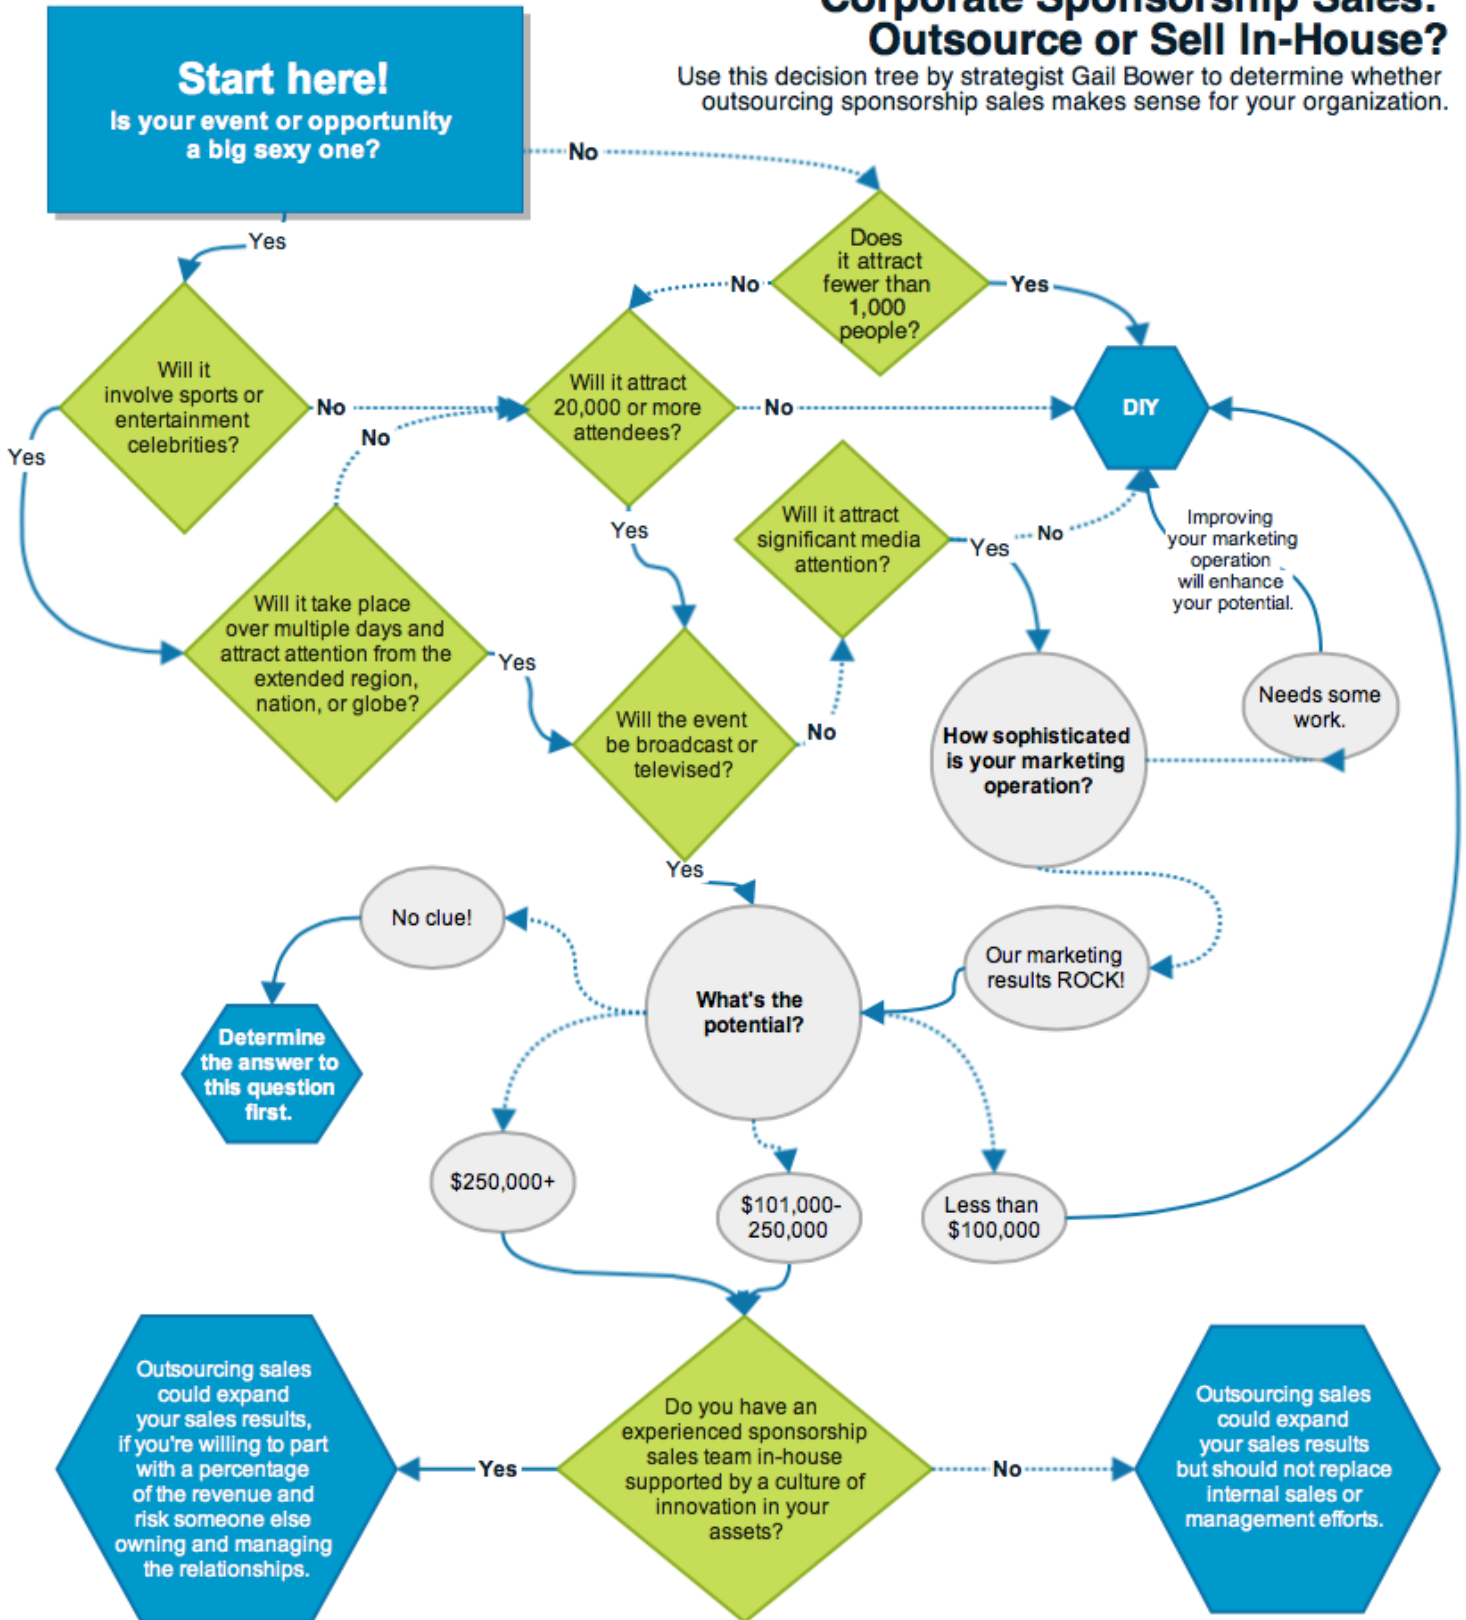 Corporate Sponsorship Sales:
Outsource or Sell In-House?
Use this decision tree by strategist Gail Bower to determine whether
outsourcing sponsorship sales makes sense for your organization.
Start here!
Is your event or opportunity
a big sexy one?
No
Yes
Does
it attract
fewer than
1,000
people?
No
Yes
Will it
involve sports or
entertainment
celebrities?
No
Yes
Will it attract
20,000 or more
attendees?
No
Yes
DIY
No
Will it take place
over multiple days and
attract attention from the
extended region,
nation, or globe?
Yes
Will it attract
significant media
attention?
Yes
No
Improving
your marketing
operation
will enhance
your potential.
Needs some
work.
Will the event
be broadcast or
televised?
No
Yes
How sophisticated
is your marketing
operation?
No clue!
Our marketing
results ROCK!
What's the
potential?
Determine
the answer to
this question
first.
$250,000+
$101,000-
250,000
Less than
$100,000
Outsourcing sales
could expand
your sales results,
if you're willing to part
with a percentage
of the revenue and
risk someone else
owning and managing
the relationships.
Yes
Do you have an
experienced sponsorship
sales team in-house
supported by a culture of
innovation in your
assets?
No
Outsourcing sales
could expand
your sales results
but should not replace
internal sales or
management efforts.